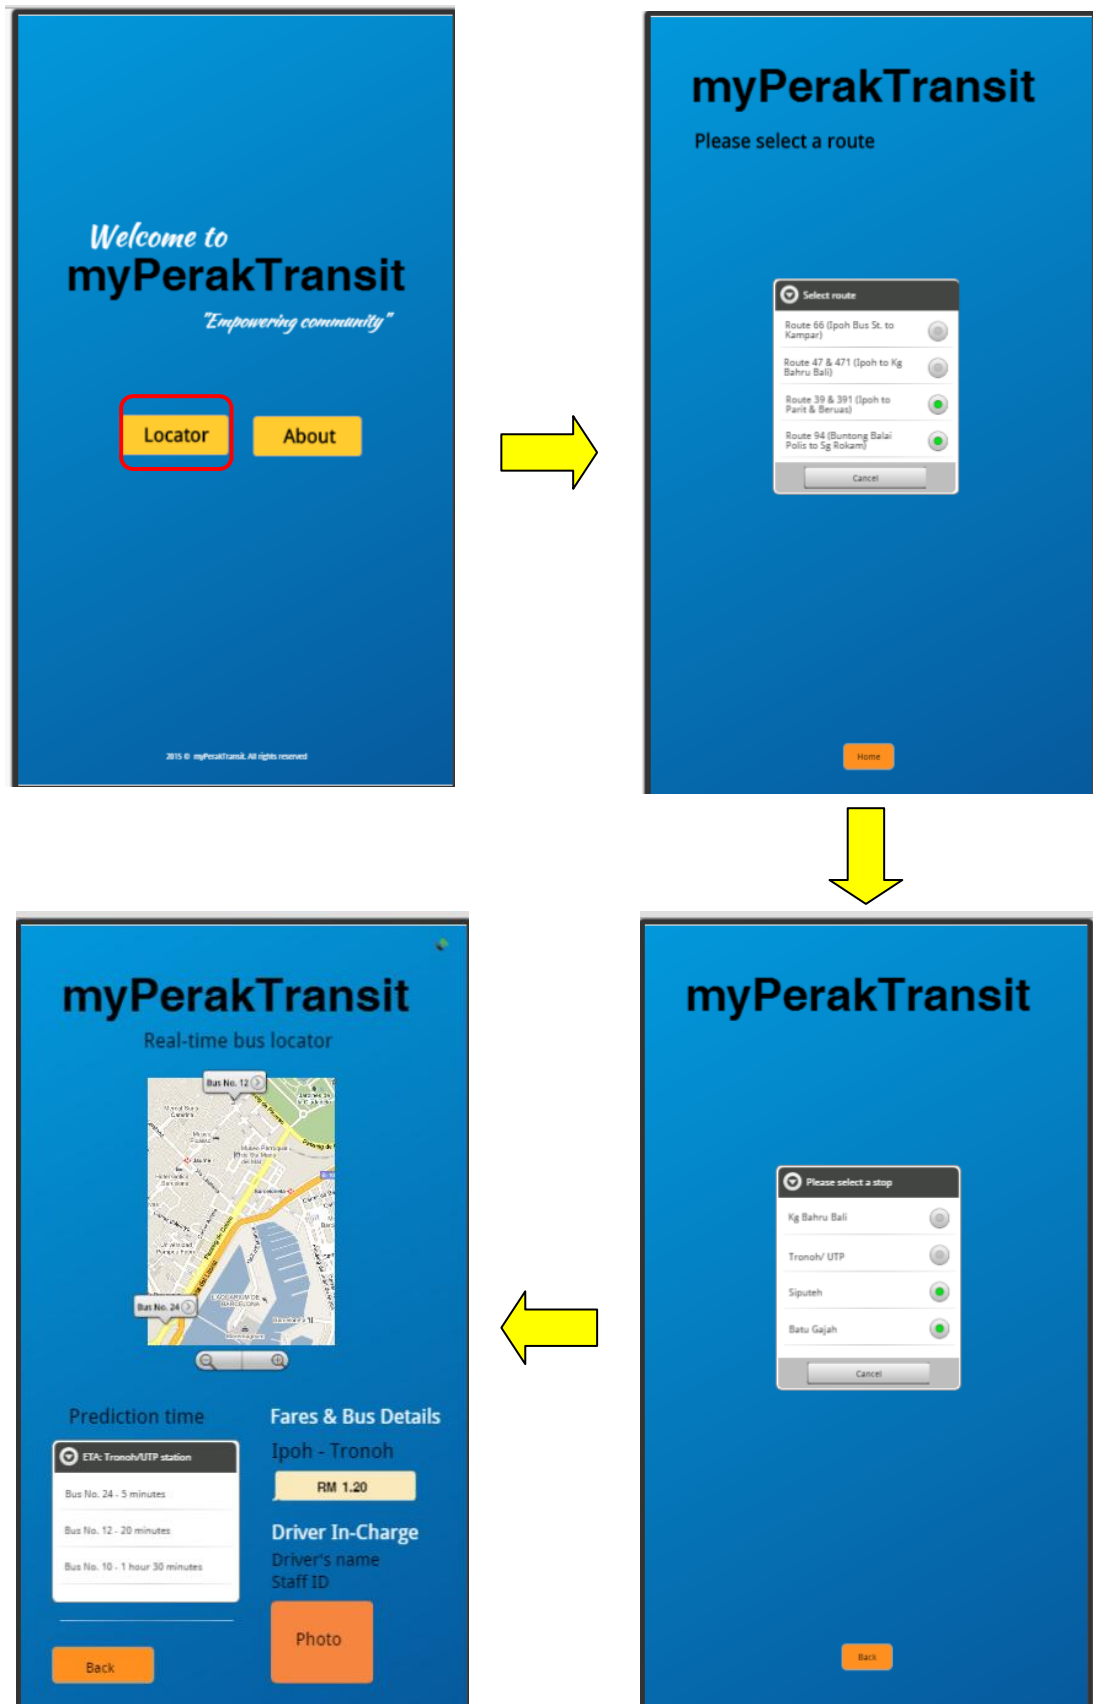 Welcome to
myPerakTransit
"Empowering community"
Locator
About
2015 © myPerakTransit. All rights reserved
myPerakTransit
Please select a route
Select route
Route 66 (Ipoh Bus St. to
Kampar)
Route 47 & 471 (Ipoh to Kg
Bahru Bali)
Route 39 & 391 (Ipoh to
Parit & Beruas)
Route 94 (Buntong Balai
Polis to Sg Rokam)
Cancel
Home
myPerakTransit
Please select a stop
Kg Bahru Bali
Tronoh/ UTP
Siputeh
Batu Gajah
Cancel
Back
myPerakTransit
Real-time bus locator
Bus No. 12
Bus No. 24
L'AQUARIUM DE
BARCELONA
Prediction time
ETA: Tronoh/UTP station
Bus No. 24 - 5 minutes
Bus No. 12 - 20 minutes
Bus No. 10 - 1 hour 30 minutes
Back
Fares & Bus Details
Ipoh - Tronoh
RM 1.20
Driver In-Charge
Driver's name
Staff ID
Photo